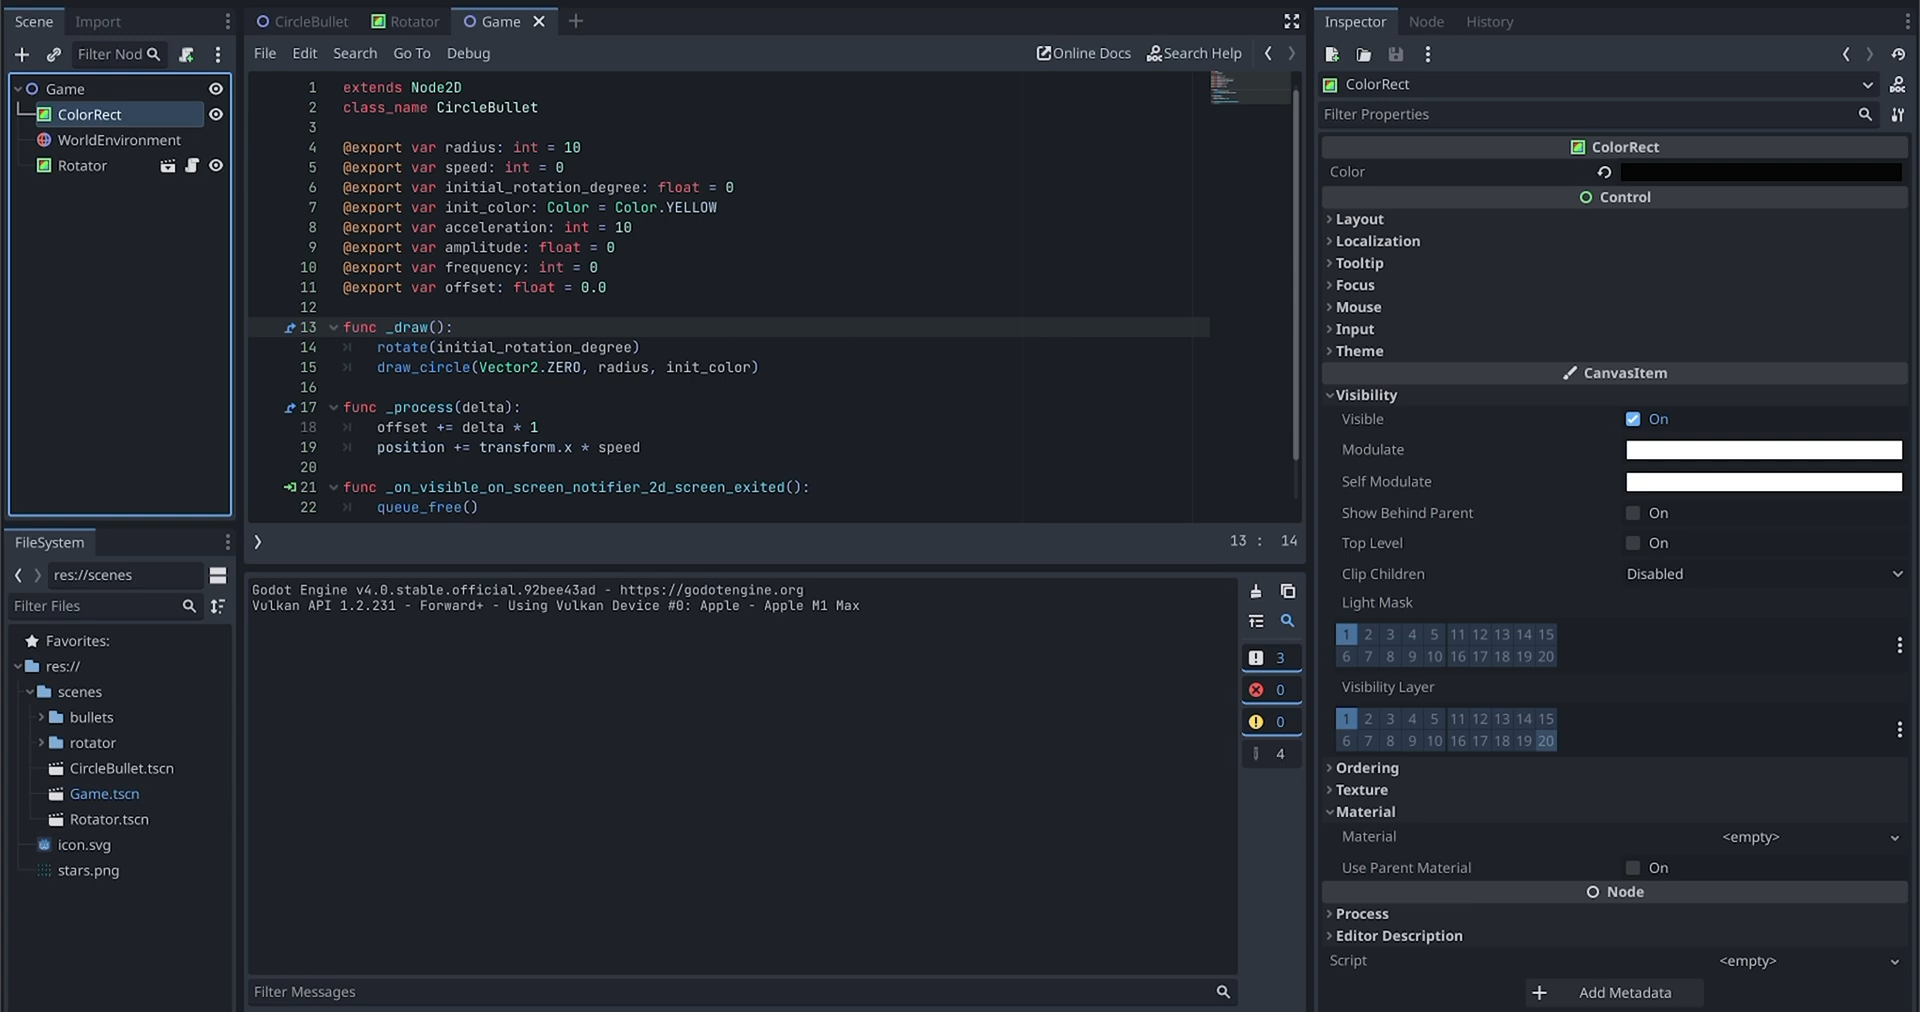 Scene Import
Filter Nod
Game
ColorRect
WorldEnvironment
Rotator
FileSystem
res://scenes
Filter Files
Favorites:
res://
scenes
bullets
rotator
CircleBullet.tscn
Game.tscn
Rotator.tscn
icon.svg
stars.png
CircleBullet Rotator Game
File Edit Search Go To Debug Online Docs Search Help
1 extends Node2D
2 class_name CircleBullet
3
4 @export var radius: int = 10
5 @export var speed: int = 0
6 @export var initial_rotation_degree: float = 0
7 @export var init_color: Color = Color.YELLOW
8 @export var acceleration: int = 10
9 @export var amplitude: float = 0
10 @export var frequency: int = 0
11 @export var offset: float = 0.0
12
13 func _draw():
14 rotate(initial_rotation_degree)
15 draw_circle(Vector2.ZERO, radius, init_color)
16
17 func _process(delta):
18 offset += delta * 1
19 position += transform.x * speed
20
21 func _on_visible_on_screen_notifier_2d_screen_exited():
22 queue_free()
13 : 14
Godot Engine v4.0.stable.official.92bee43ad - https://godotengine.org
Vulkan API 1.2.231 - Forward+ - Using Vulkan Device #0: Apple - Apple M1 Max
3
0
0
4
Filter Messages
Inspector Node History
ColorRect
DOC
Filter Properties
ColorRect
Color
Control
Layout
Localization
Tooltip
Focus
Mouse
Input
Theme
CanvasItem
Visibility
Visible On
Modulate
Self Modulate
Show Behind Parent On
Top Level On
Clip Children Disabled
Light Mask
1 2 3 4 5 11 12 13 14 15
6 7 8 9 10 16 17 18 19 20
Visibility Layer
1 2 3 4 5 11 12 13 14 15
6 7 8 9 10 16 17 18 19 20
Ordering
Texture
Material
Material <empty>
Use Parent Material On
Node
Process
Editor Description
Script <empty>
Add Metadata